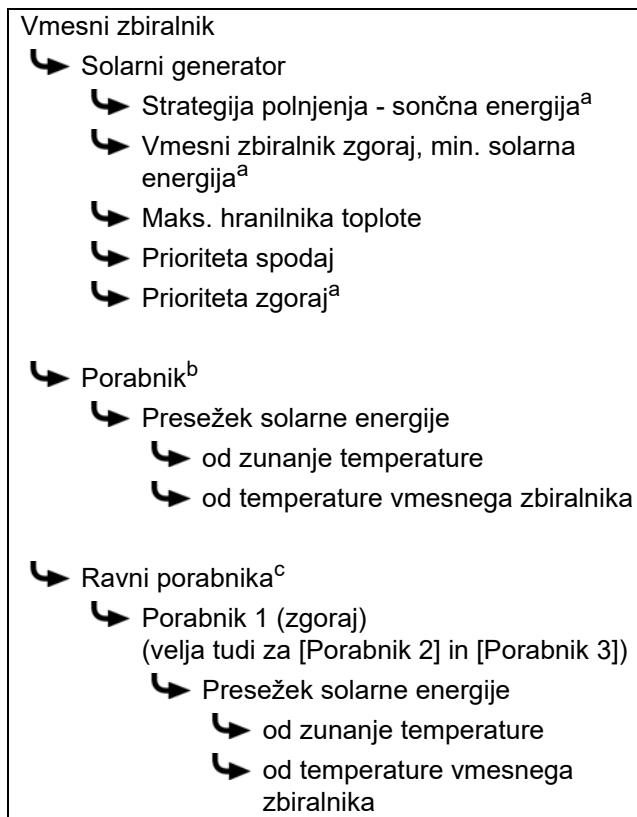 Vmesni zbiralnik
Solarni generator
Strategija polnjenja - sončna energijaᵃ
Vmesni zbiralnik zgoraj, min. solarna
energijaᵃ
Maks. hranilnika toplote
Prioriteta spodaj
Prioriteta zgorajᵃ
Porabnikᵇ
Presežek solarne energije
od zunanje temperature
od temperature vmesnega zbiralnika
Ravni porabnikaᶜ
Porabnik 1 (zgoraj)
(velja tudi za [Porabnik 2] in [Porabnik 3])
Presežek solarne energije
od zunanje temperature
od temperature vmesnega
zbiralnika